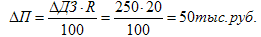 ΔП = ΔДЗ · R / 100 = 250 · 20 / 100 = 50тыс.руб.